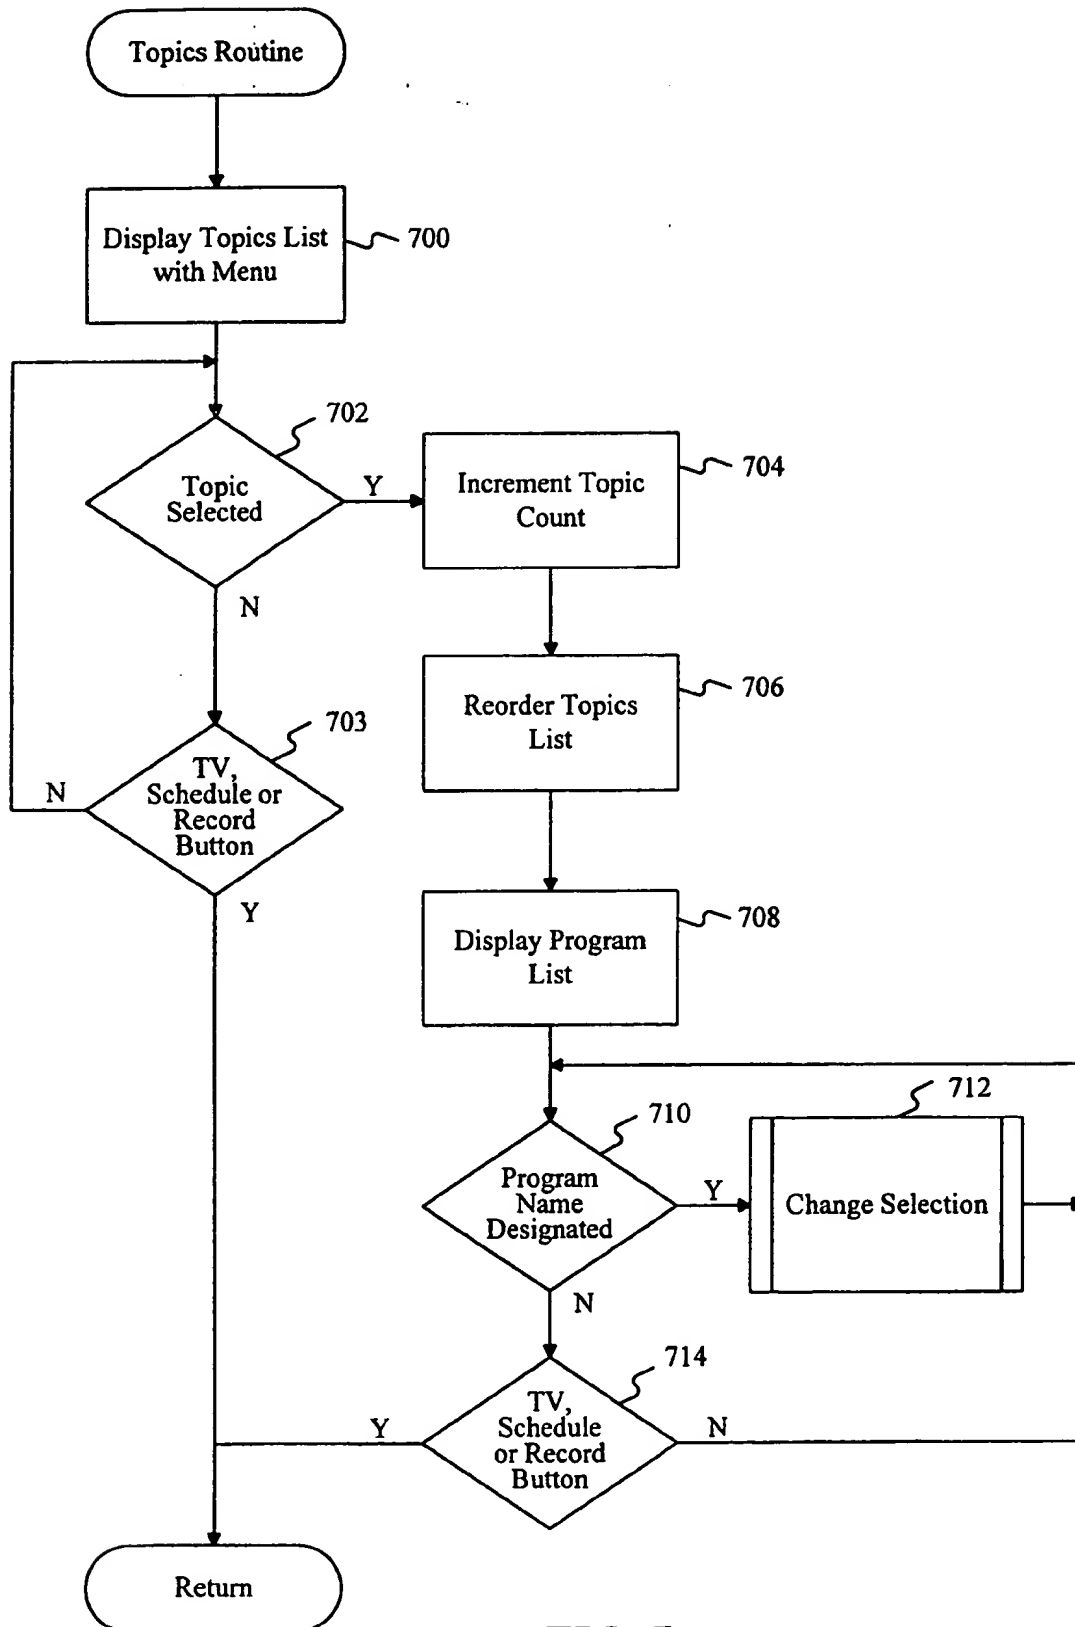 Topics Routine
Display Topics List
with Menu
700
702
Topic
Selected
Y
N
Increment Topic
Count
704
Reorder Topics
List
706
703
TV,
Schedule or
Record
Button
N
Y
Display Program
List
708
710
Program
Name
Designated
Y
N
712
Change Selection
714
TV,
Schedule
or Record
Button
Y
N
Return